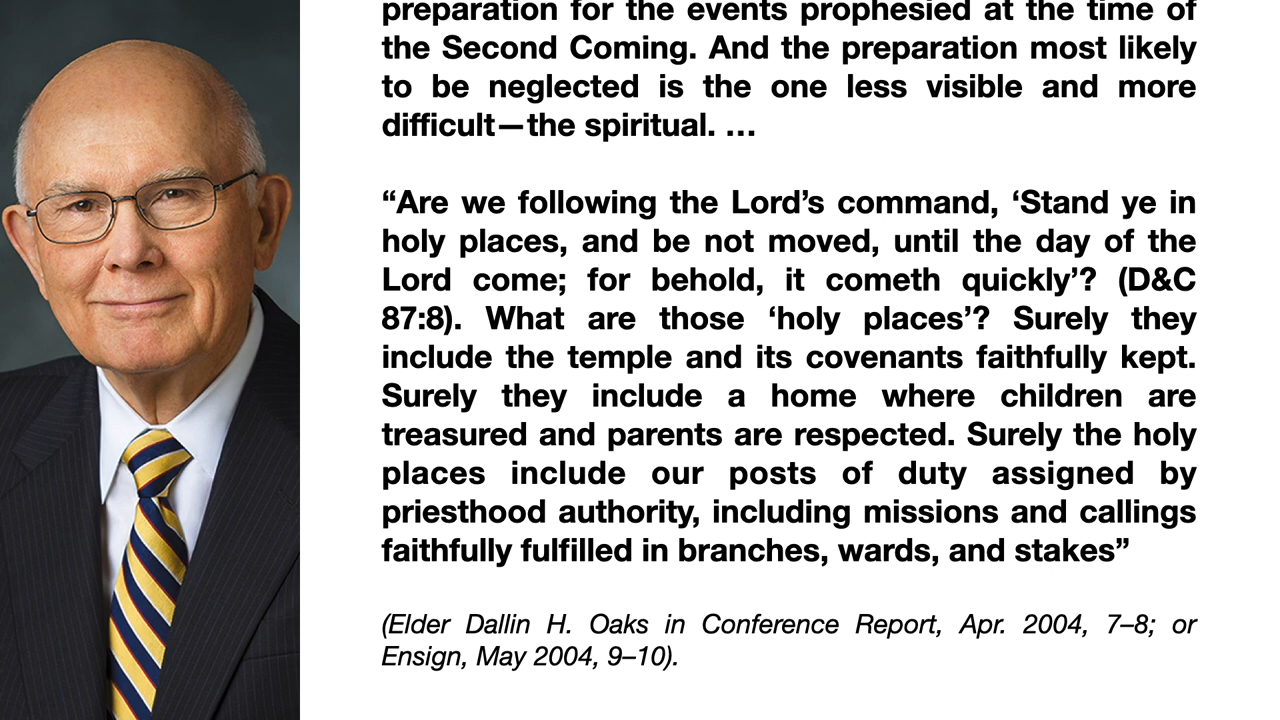 preparation for the events prophesied at the time of
the Second Coming. And the preparation most likely
to be neglected is the one less visible and more
difficult—the spiritual. …
“Are we following the Lord’s command, ‘Stand ye in
holy places, and be not moved, until the day of the
Lord come; for behold, it cometh quickly’? (D&C
87:8). What are those ‘holy places’? Surely they
include the temple and its covenants faithfully kept.
Surely they include a home where children are
treasured and parents are respected. Surely the holy
places include our posts of duty assigned by
priesthood authority, including missions and callings
faithfully fulfilled in branches, wards, and stakes”
(Elder Dallin H. Oaks in Conference Report, Apr. 2004, 7–8; or
Ensign, May 2004, 9–10).